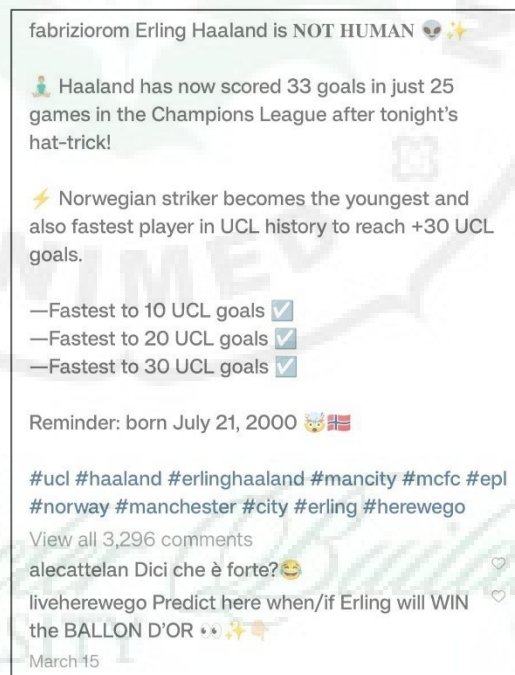 fabriziorom Erling Haaland is NOT HUMAN 👽✨
🧘🏼‍♂️ Haaland has now scored 33 goals in just 25
games in the Champions League after tonight's
hat-trick!
⚡ Norwegian striker becomes the youngest and
also fastest player in UCL history to reach +30 UCL
goals.
—Fastest to 10 UCL goals ☑️
—Fastest to 20 UCL goals ☑️
—Fastest to 30 UCL goals ☑️
Reminder: born July 21, 2000 🤯🇳🇴
#ucl #haaland #erlinghaaland #mancity #mcfc #epl
#norway #manchester #city #erling #herewego
View all 3,296 comments
alecattelan Dici che è forte?😂
liveherewego Predict here when/if Erling will WIN
the BALLON D'OR 👀✨👇🏼
March 15